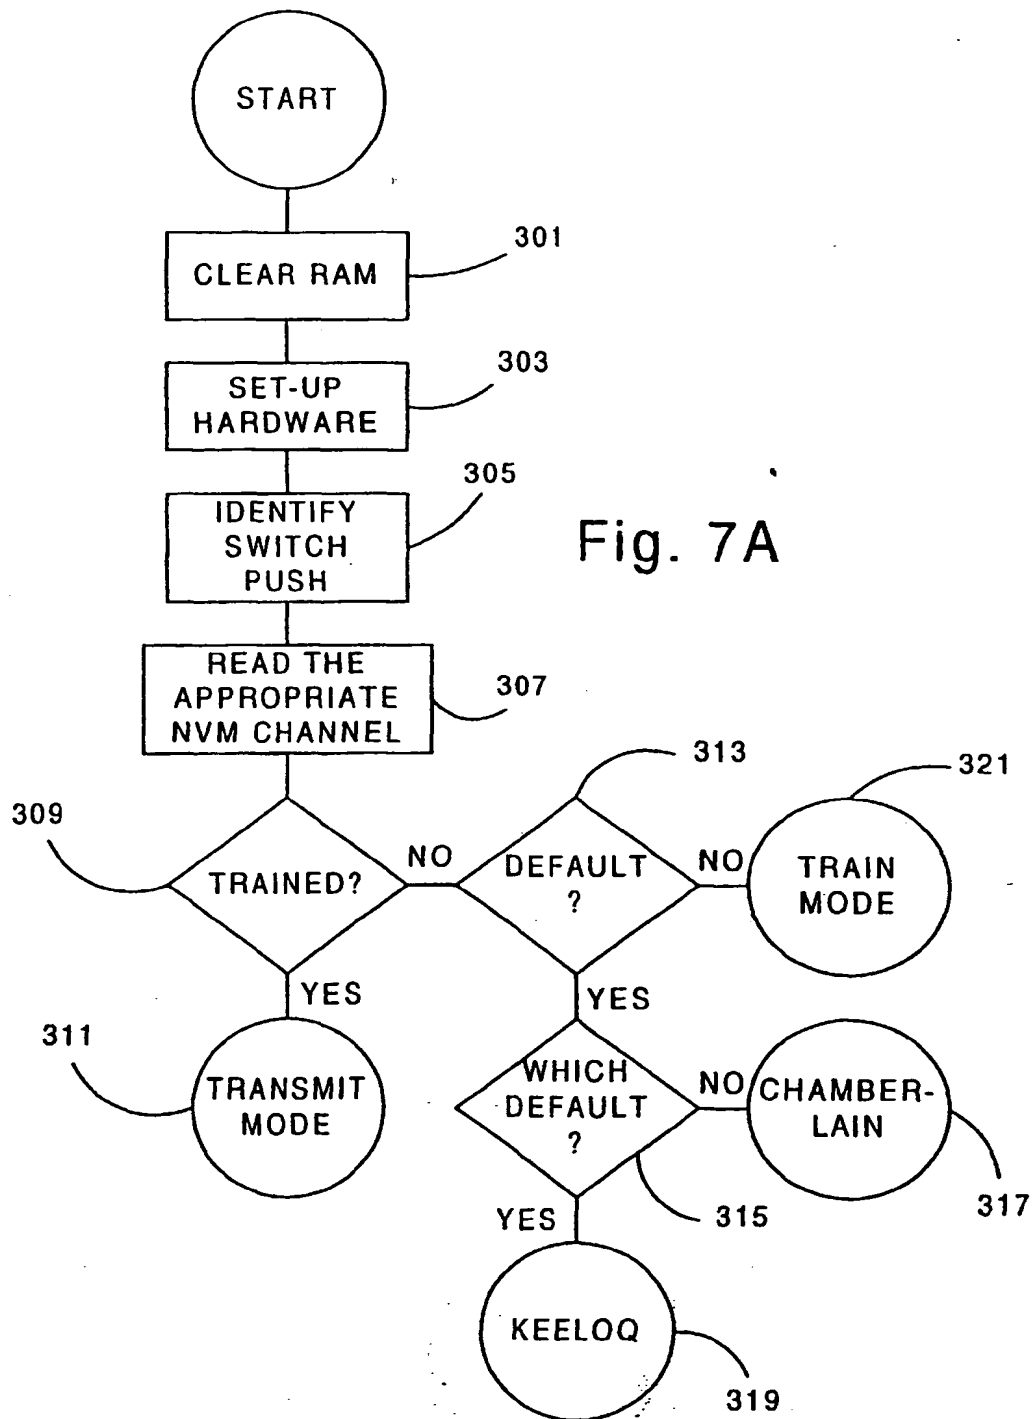 START
301
CLEAR RAM
303
SET-UP
HARDWARE
305
IDENTIFY
SWITCH
PUSH
Fig. 7A
READ THE
APPROPRIATE
NVM CHANNEL
307
313
321
309
TRAINED?
NO
DEFAULT
?
NO
TRAIN
MODE
YES
YES
311
TRANSMIT
MODE
WHICH
DEFAULT
?
NO
CHAMBER-
LAIN
317
315
YES
KEELOQ
319